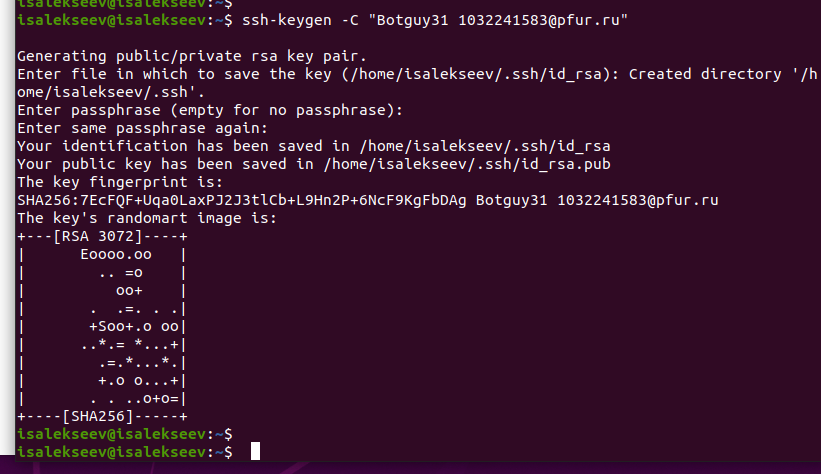 isalekseev@isalekseev:~$
isalekseev@isalekseev:~$ ssh-keygen -C "Botguy31 1032241583@pfur.ru"
Generating public/private rsa key pair.
Enter file in which to save the key (/home/isalekseev/.ssh/id_rsa): Created directory '/h
ome/isalekseev/.ssh'.
Enter passphrase (empty for no passphrase):
Enter same passphrase again:
Your identification has been saved in /home/isalekseev/.ssh/id_rsa
Your public key has been saved in /home/isalekseev/.ssh/id_rsa.pub
The key fingerprint is:
SHA256:7EcFQF+Uqa0LaxPJ2J3tlCb+L9Hn2P+6NcF9KgFbDAg Botguy31 1032241583@pfur.ru
The key's randomart image is:
+---[RSA 3072]----+
|      Eoooo.oo   |
|        .. =o    |
|          oo+    |
|       .  .=. . .|
|       +Soo+.o oo|
|      ..*.= *...+|
|        .=.*...*.|
|        +.o o...+|
|       . . ..o+o=|
+----[SHA256]-----+
isalekseev@isalekseev:~$
isalekseev@isalekseev:~$